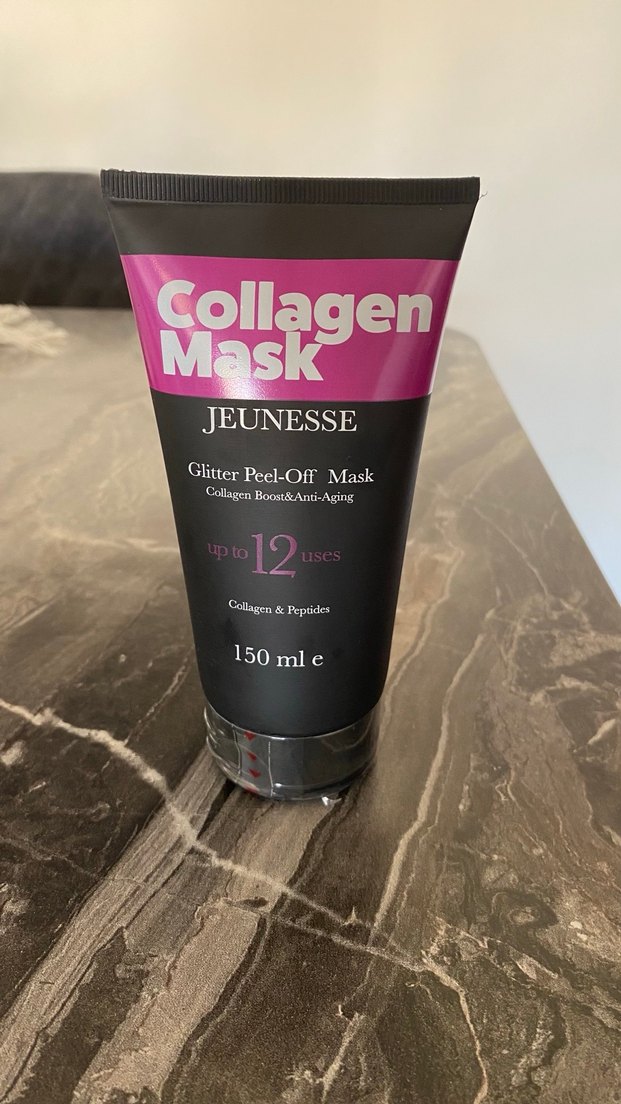 Collagen
Mask
JEUNESSE
Glitter Peel-Off Mask
Collagen Boost&Anti-Aging
up to 12 uses
Collagen & Peptides
150 ml e